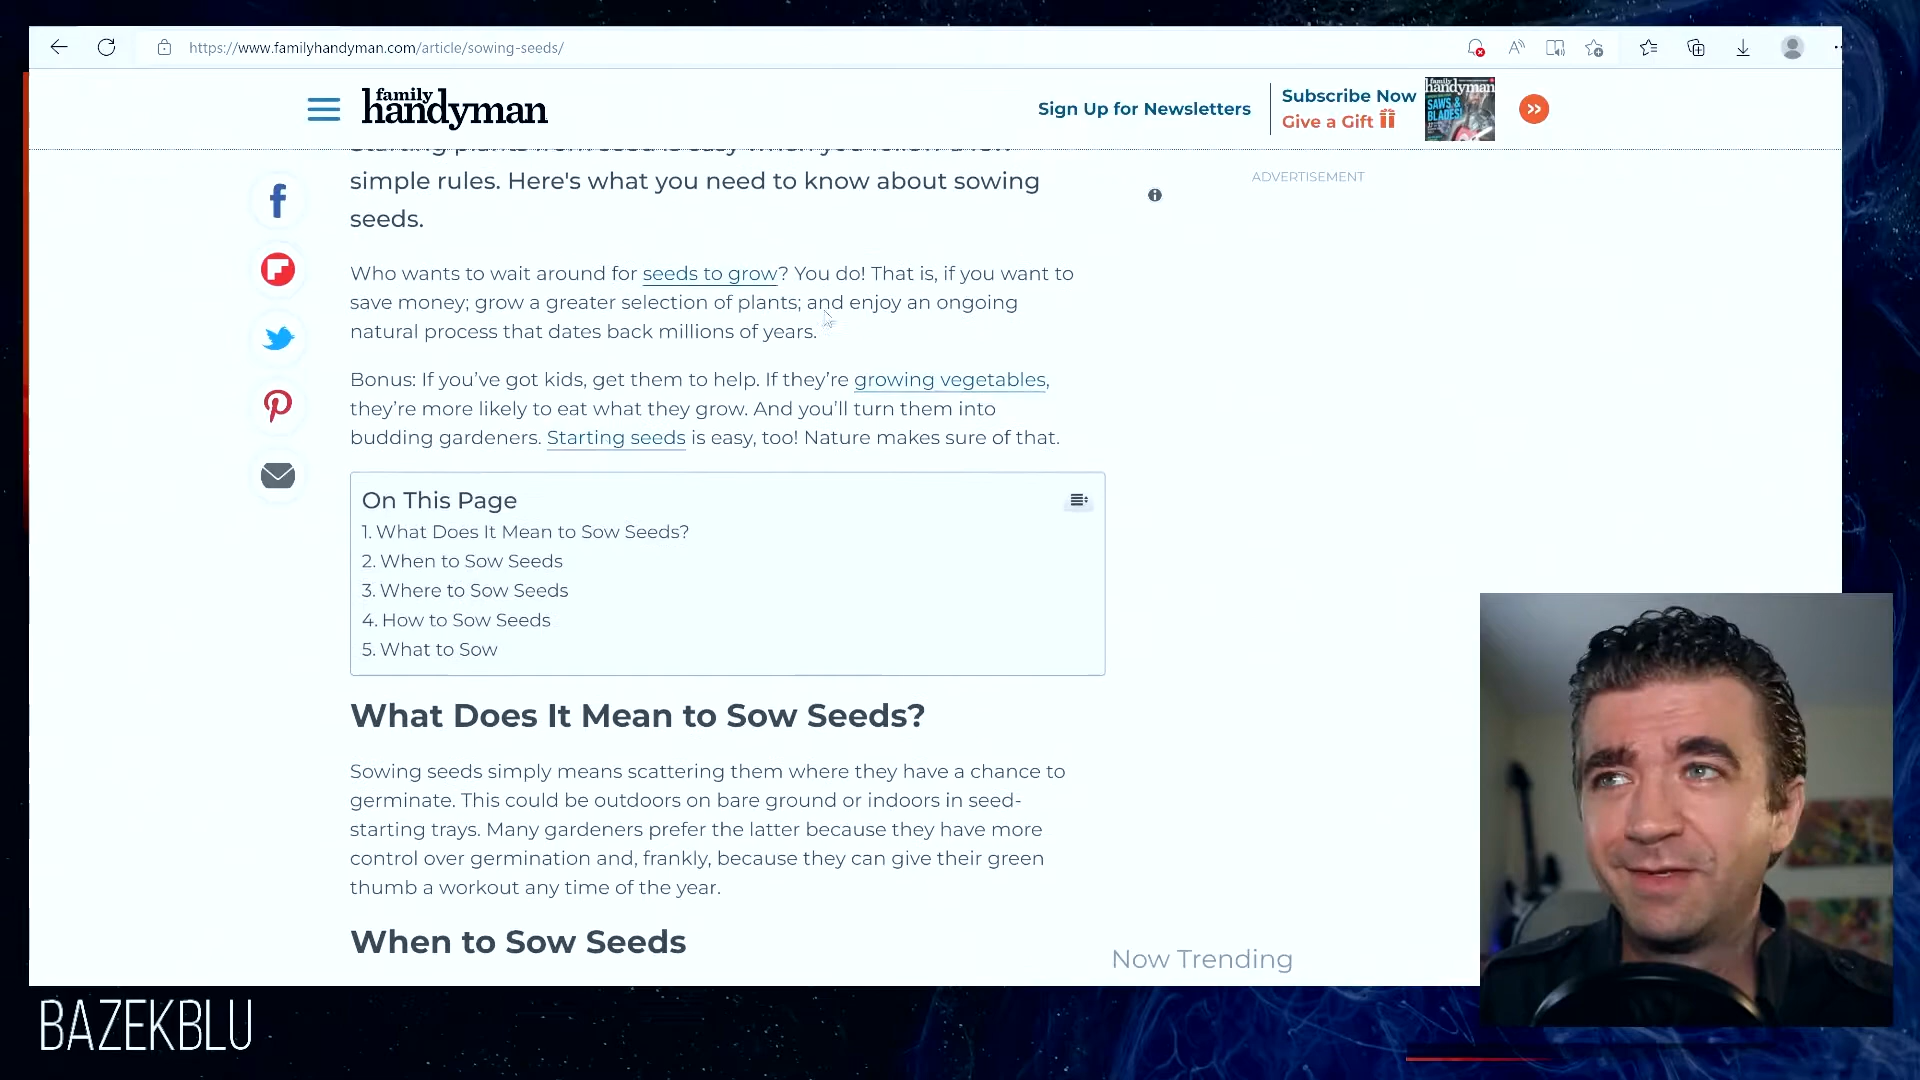 https://www.familyhandyman.com/article/sowing-seeds/
family
handyman
Sign Up for Newsletters
Subscribe Now
Give a Gift
family
handyman
SAWS &
BLADES!
simple rules. Here's what you need to know about sowing
seeds.
ADVERTISEMENT
Who wants to wait around for seeds to grow? You do! That is, if you want to
save money; grow a greater selection of plants; and enjoy an ongoing
natural process that dates back millions of years.
Bonus: If you’ve got kids, get them to help. If they’re growing vegetables,
they’re more likely to eat what they grow. And you’ll turn them into
budding gardeners. Starting seeds is easy, too! Nature makes sure of that.
On This Page
1. What Does It Mean to Sow Seeds?
2. When to Sow Seeds
3. Where to Sow Seeds
4. How to Sow Seeds
5. What to Sow
What Does It Mean to Sow Seeds?
Sowing seeds simply means scattering them where they have a chance to
germinate. This could be outdoors on bare ground or indoors in seed-
starting trays. Many gardeners prefer the latter because they have more
control over germination and, frankly, because they can give their green
thumb a workout any time of the year.
When to Sow Seeds
Now Trending
BAZEKBLU